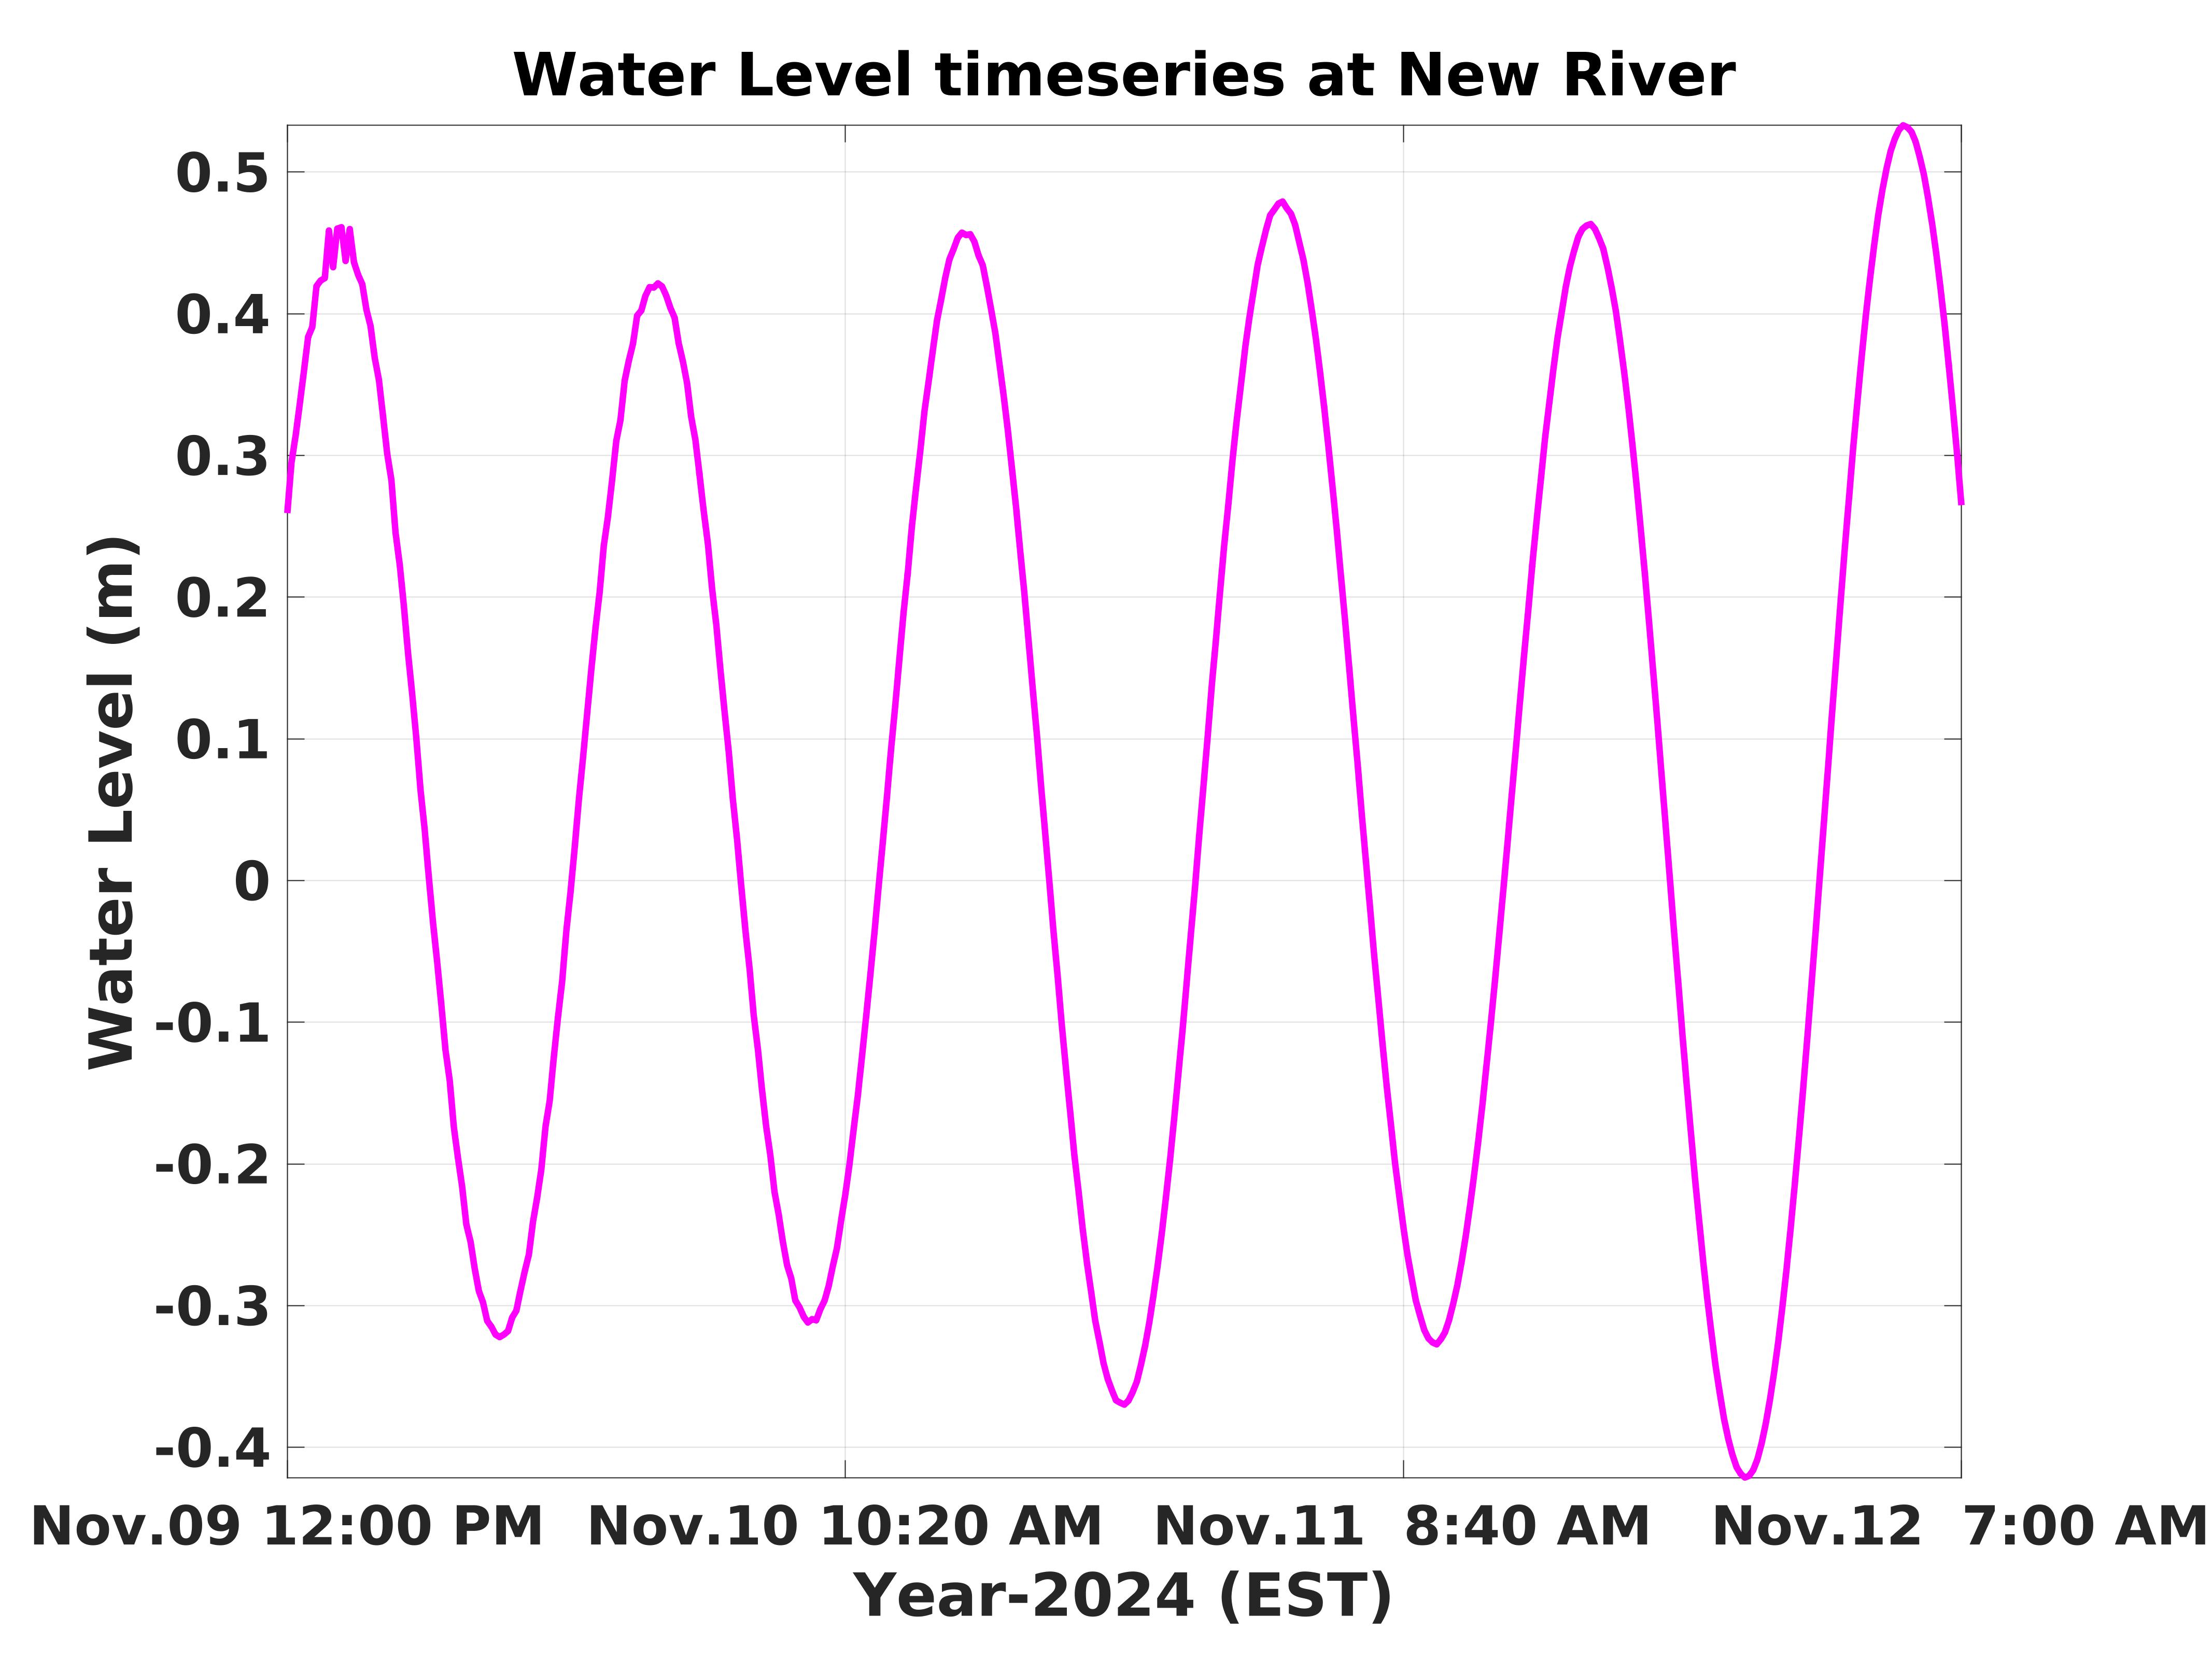 Water Level timeseries at New River
0.5
0.4
0.3
0.2
0.1
0
-0.1
-0.2
-0.3
-0.4
Water Level (m)
Nov.09 12:00 PM Nov.10 10:20 AM Nov.11 8:40 AM Nov.12 7:00 AM
Year-2024 (EST)